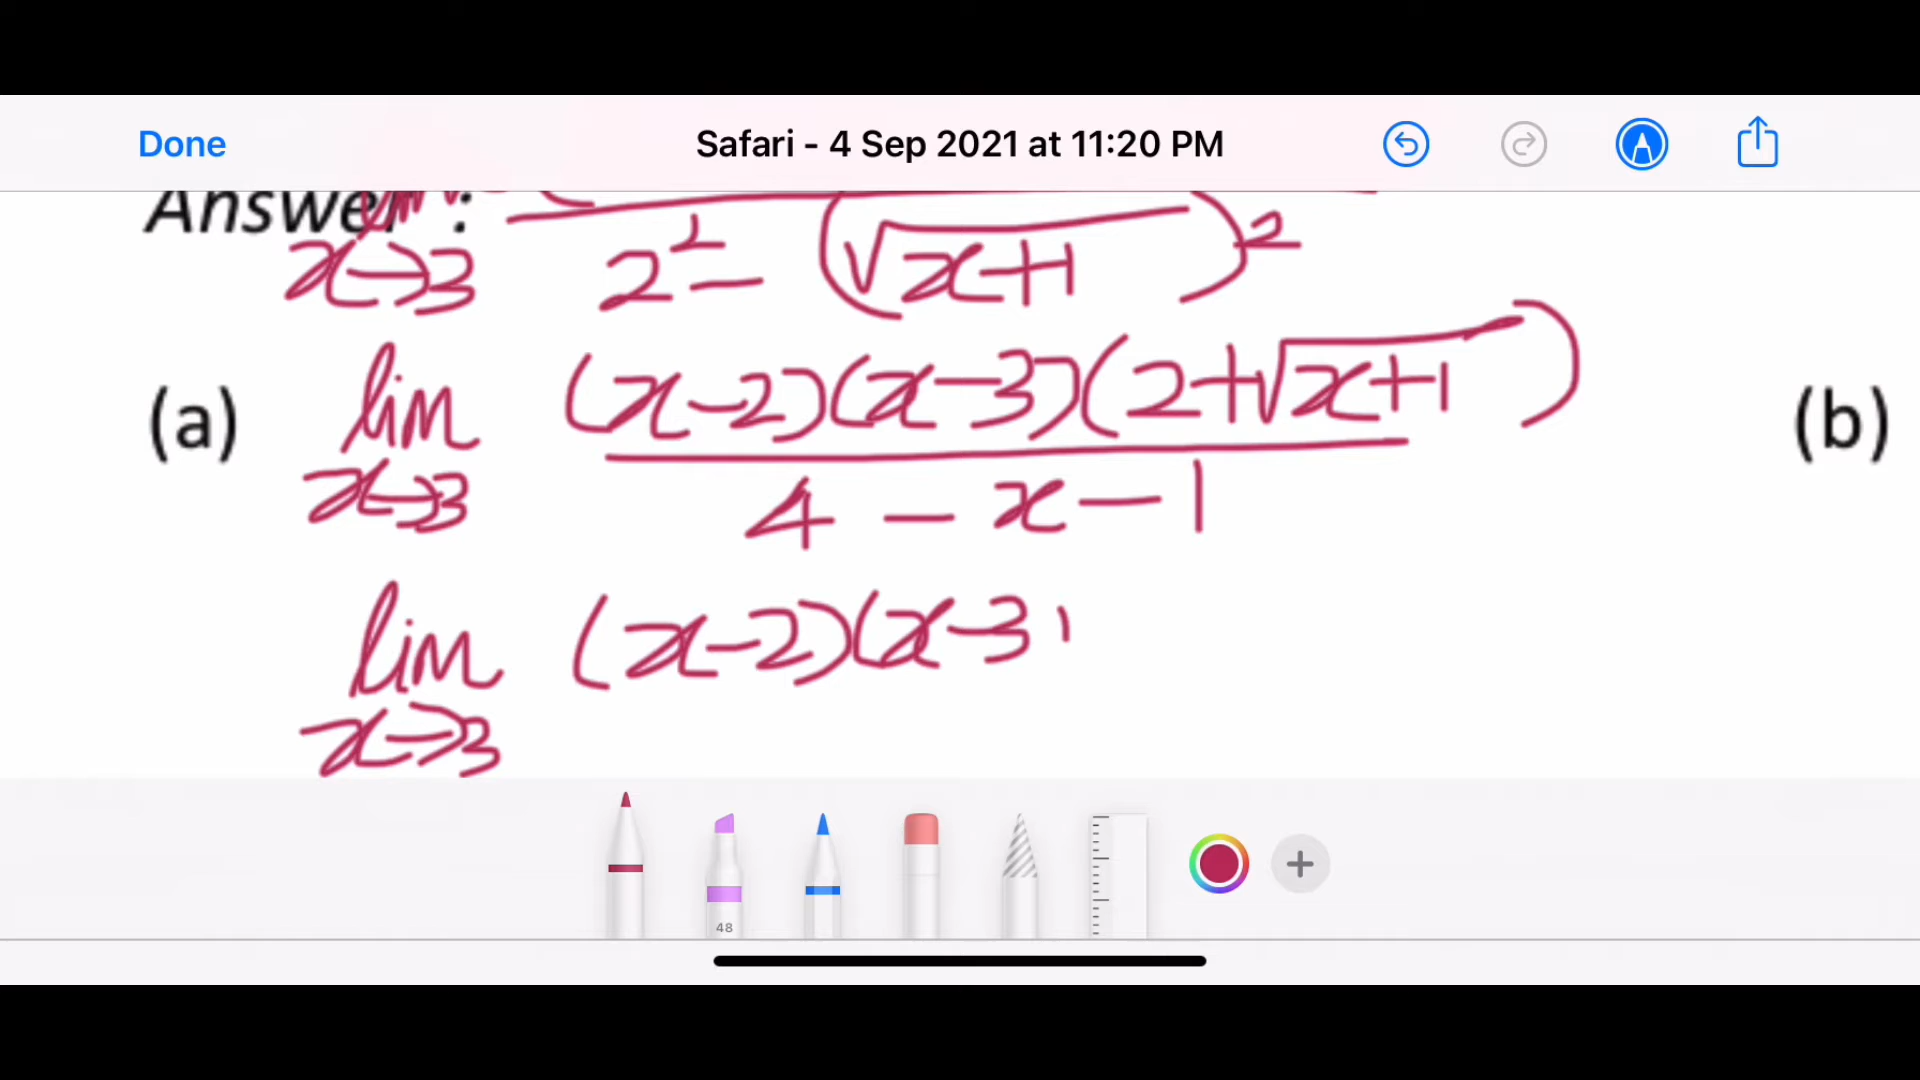 Done Safari - 4 Sep 2021 at 11:20 PM
Answer :
x→3 2² - (√x+1)²
(a) lim (x-2)(x-3)(2+√x+1) (b)
x→3 4 - x - 1
lim (x-2)(x-3
x→3
48